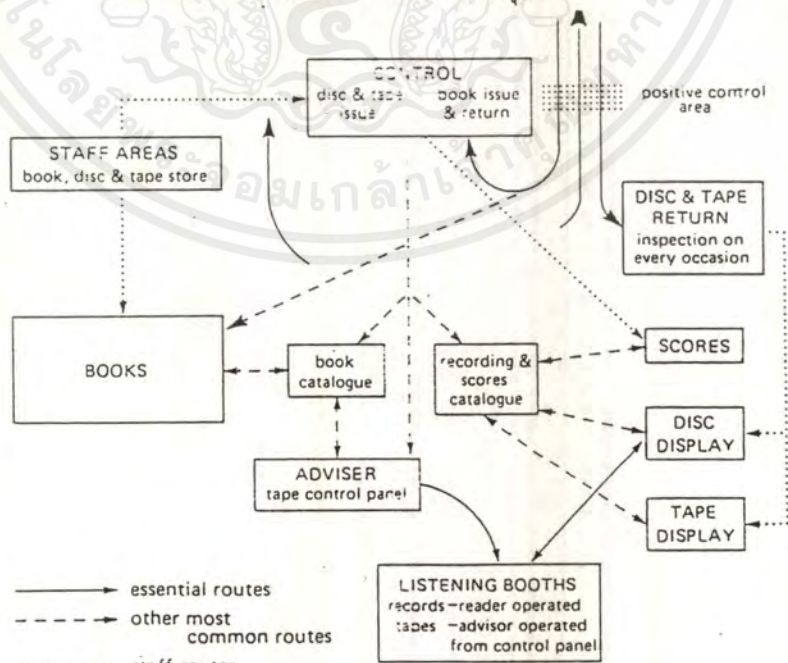 CONTROL
disc & tape issue
book issue & return
positive control area
STAFF AREAS
book, disc & tape store
DISC & TAPE
RETURN
inspection on
every occasion
BOOKS
book
catalogue
recording &
scores
catalogue
SCORES
DISC
DISPLAY
ADVISER
tape control panel
TAPE
DISPLAY
essential routes
other most
common routes
staff routes
LISTENING BOOTHS
records –reader operated
tapes –advisor operated
from control panel